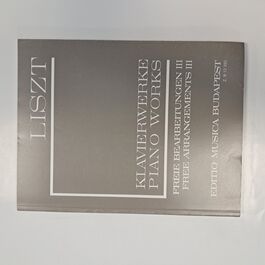 LISZT
KLAVIERWERKE
PIANO WORKS
FREIE BEARBEITUNGEN III
FREE ARRANGEMENTS III
EDITIO MUSICA BUDAPEST